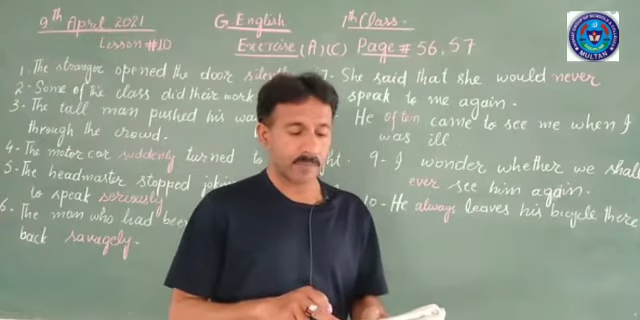 9th April 2021 G English 1th Class.
Lesson #10 Exercise (A)(C) Page # 56, 57
1. The stranger opened the door
2. Some of the class did their work
3. The tall man pushed his
through the crowd.
4. The motor car suddenly turned to
5. The headmaster stopped
to speak seriously
6. The man who had been
back savagely.
7- She said that she would never
speak to me again.
He often came to see me when I
was ill
9- I wonder whether we shall
ever see him again.
10- He always leaves his bicycle there
MULTAN